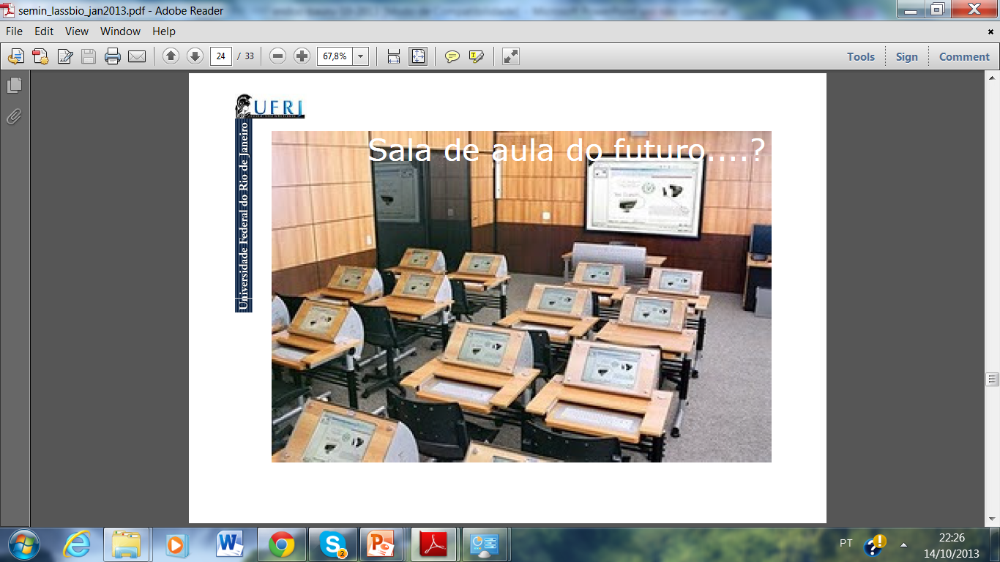 semin_lassbio_jan2013.pdf - Adobe Reader
File Edit View Window Help
24 / 33 67,8% Tools Sign Comment
UFRJ
Universidade Federal do Rio de Janeiro
Sala de aula do futuro....?
2
PT
22:26
14/10/2013